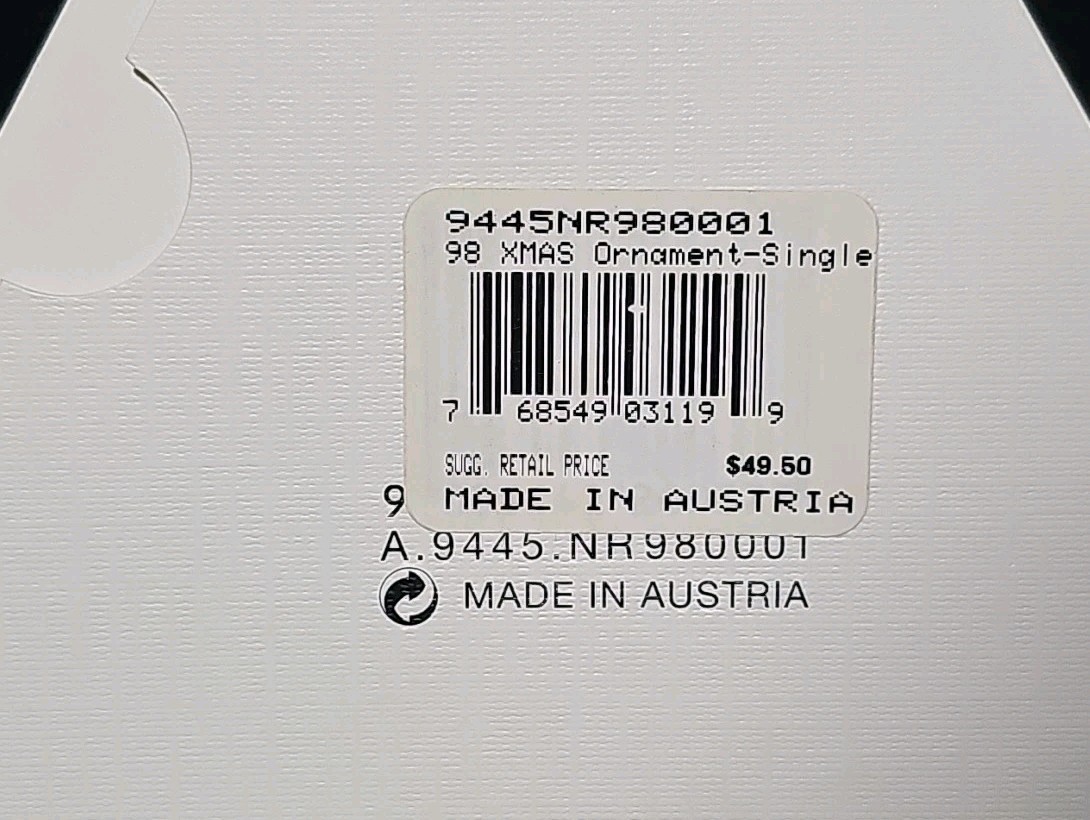 9445NR980001
98 XMAS Ornament-Single
7 68549 03119 9
SUGG. RETAIL PRICE $49.50
MADE IN AUSTRIA
9
A.9445.NR980001
MADE IN AUSTRIA